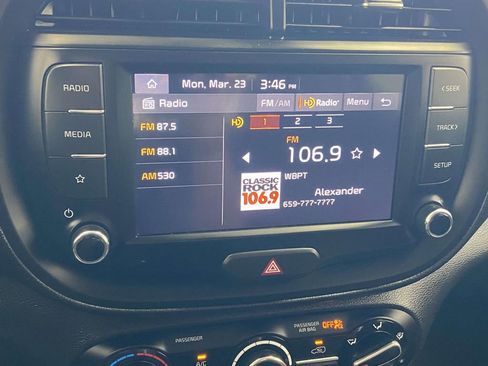 Mon, Mar. 23 3:46 PM
RADIO
< SEEK
Radio FM/AM HD Radio Menu
FM 87.5 HD 1 2 3
MEDIA
TRACK >
FM
FM 88.1 106.9
SETUP
AM 530
WBPT
CLASSIC
ROCK
106.9
Alexander
659-777-7777
PASSENGER
PASSENGER
AIR BAG
OFF
A/C